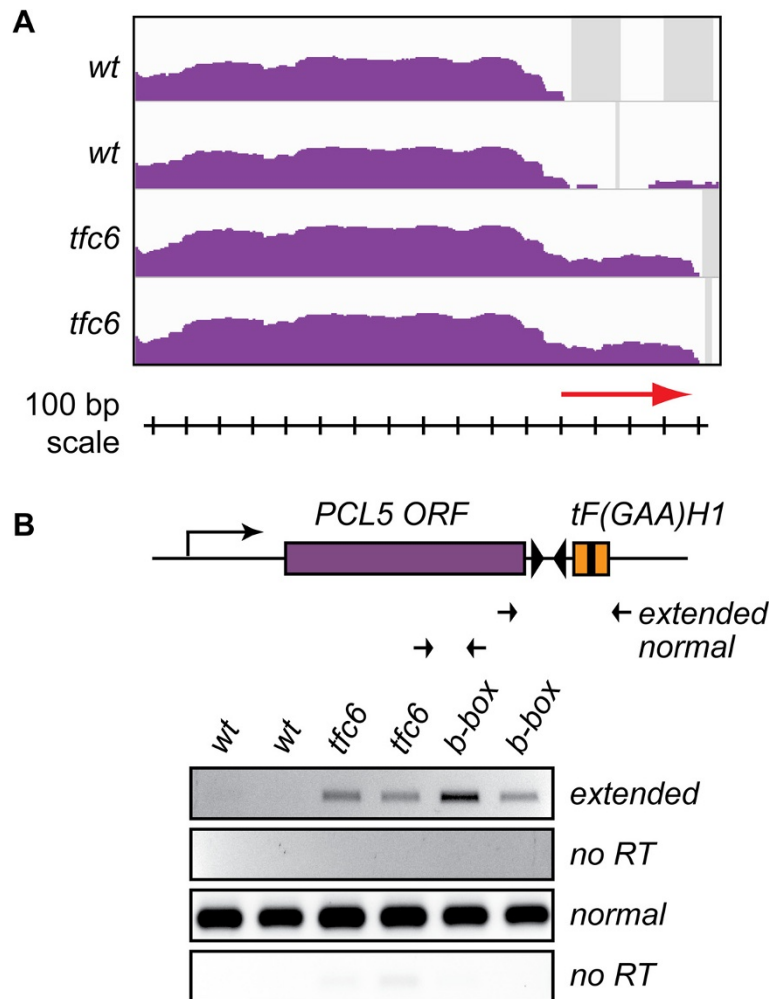 A
wt
wt
tfc6
tfc6
100 bp
scale
B
PCL5 ORF tF(GAA)H1
extended
normal
wt wt tfc6 tfc6 b-box b-box
extended
no RT
normal
no RT